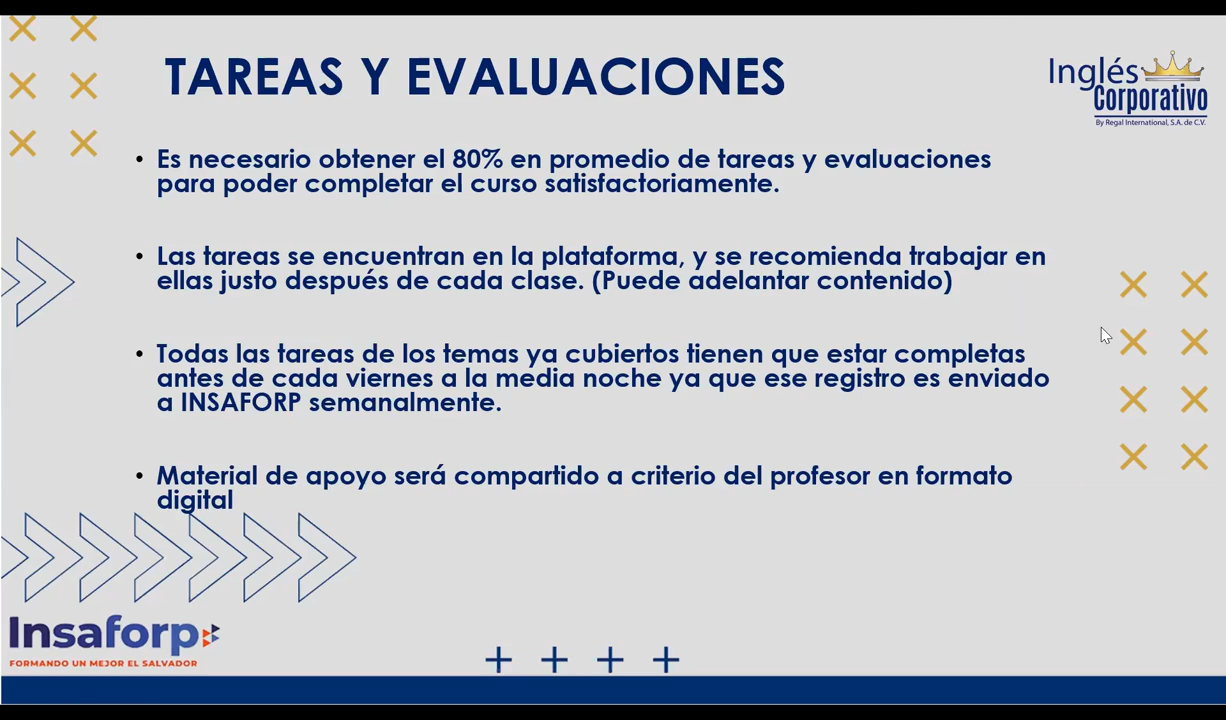 TAREAS Y EVALUACIONES
Inglés
Corporativo
By Regal International, S.A. de C.V.
• Es necesario obtener el 80% en promedio de tareas y evaluaciones
para poder completar el curso satisfactoriamente.
• Las tareas se encuentran en la plataforma, y se recomienda trabajar en
ellas justo después de cada clase. (Puede adelantar contenido)
• Todas las tareas de los temas ya cubiertos tienen que estar completas
antes de cada viernes a la media noche ya que ese registro es enviado
a INSAFORP semanalmente.
• Material de apoyo será compartido a criterio del profesor en formato
digital
Insaforp
FORMANDO UN MEJOR EL SALVADOR